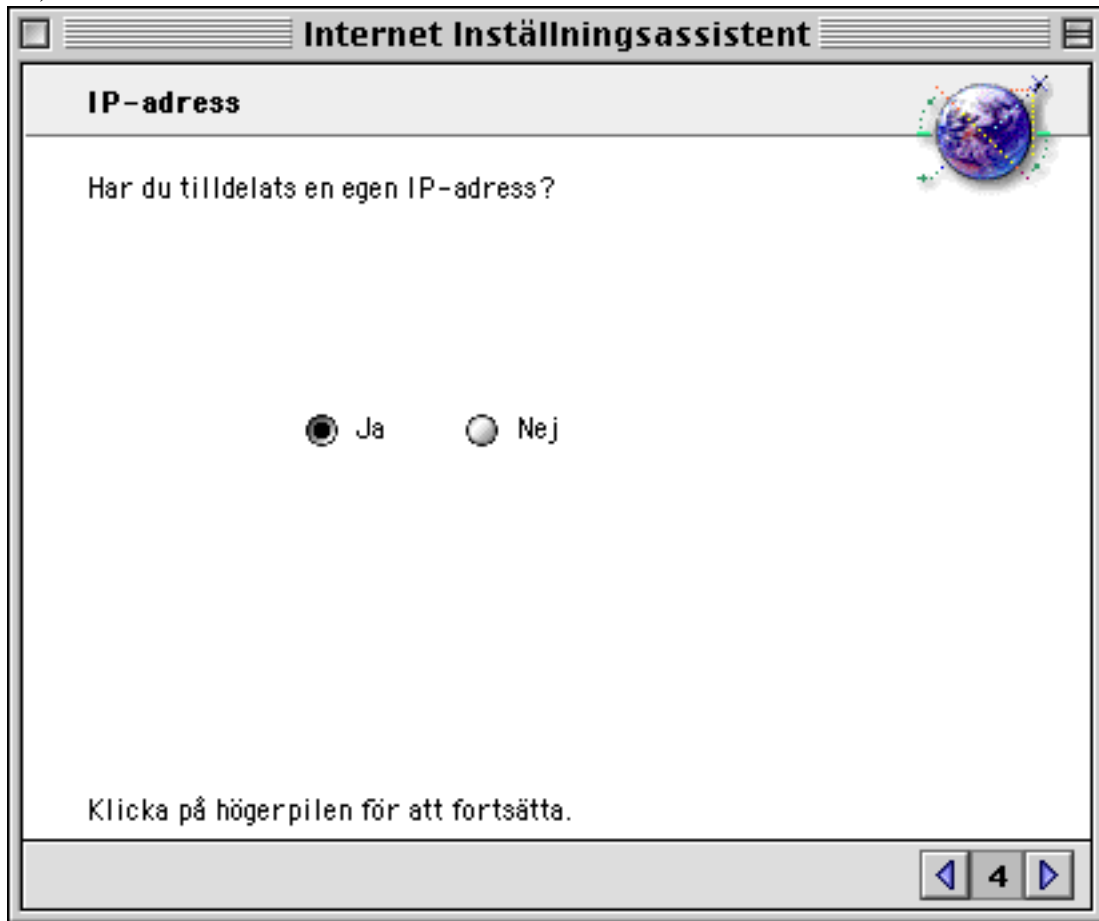 Internet Inställningsassistent
IP-adress
Har du tilldelats en egen IP-adress?
Ja Nej
Klicka på högerpilen för att fortsätta.
4